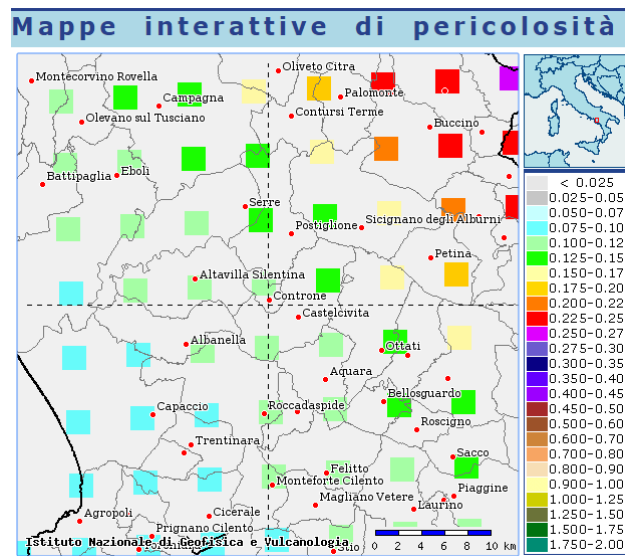 Mappe interattive di pericolosità
Oliveto Citra
Montecorvino Rovella
Campagna
Palomonte
Contursi Terme
Olevano sul Tusciano
Buccino
Eboli
Battipaglia
Serre
Postiglione
Sicignano degli Alburni
Petina
Altavilla Silentina
Controne
Castelcivita
Albanella
Ottati
Aquara
Bellosguardo
Capaccio
Roccadaspide
Roscigno
Trentinara
Sacco
Felitto
Monteforte Cilento
Piaggine
Magliano Vetere
Laurino
Agropoli
Cicerale
Prignano Cilento
Istituto Nazionale di Geofisica e Vulcanologia
Stio
0 2 4 6 8 10 km
< 0.025
0.025-0.05
0.050-0.07
0.075-0.10
0.100-0.12
0.125-0.15
0.150-0.17
0.175-0.20
0.200-0.22
0.225-0.25
0.250-0.27
0.275-0.30
0.300-0.35
0.350-0.40
0.400-0.45
0.450-0.50
0.500-0.60
0.600-0.70
0.700-0.80
0.800-0.90
0.900-1.00
1.000-1.25
1.250-1.50
1.500-1.75
1.750-2.00